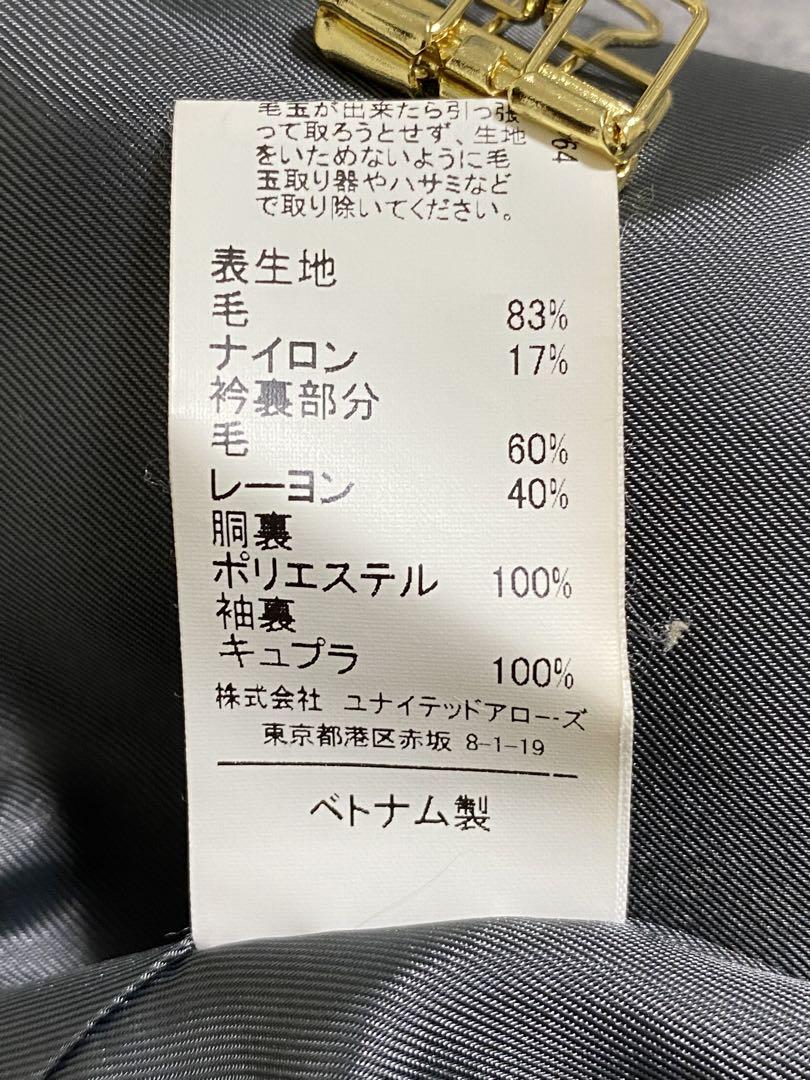 毛玉が出来たら引っ張
って取ろうとせず、生地
をいためないように毛
玉取り器やハサミなど
で取り除いてください。
64
表生地
毛 83%
ナイロン 17%
衿裏部分
毛 60%
レーヨン 40%
胴裏
ポリエステル 100%
袖裏
キュプラ 100%
株式会社 ユナイテッドアローズ
東京都港区赤坂 8-1-19
ベトナム製